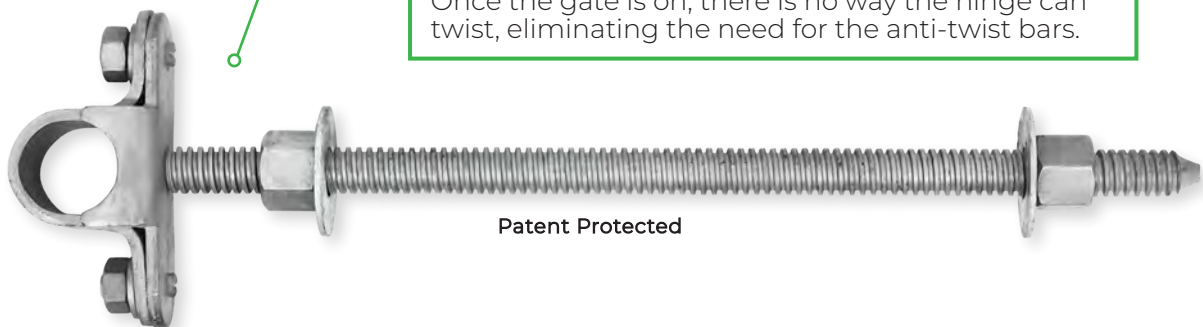 Once the gate is on, there is no way the hinge can
twist, eliminating the need for the anti-twist bars.
Patent Protected